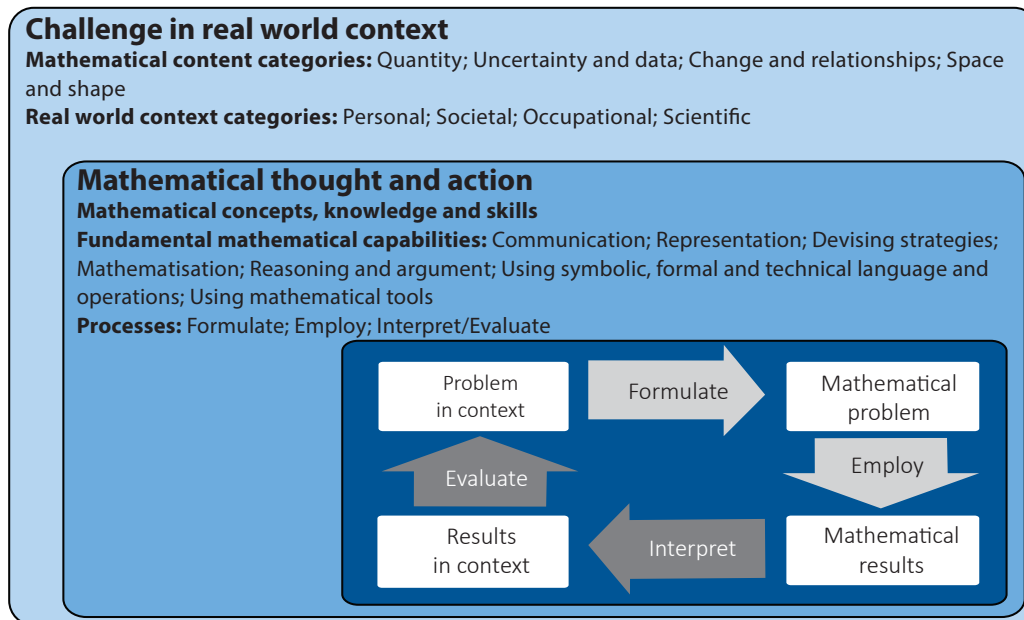 Challenge in real world context
Mathematical content categories: Quantity; Uncertainty and data; Change and relationships; Space
and shape
Real world context categories: Personal; Societal; Occupational; Scientific
Mathematical thought and action
Mathematical concepts, knowledge and skills
Fundamental mathematical capabilities: Communication; Representation; Devising strategies;
Mathematisation; Reasoning and argument; Using symbolic, formal and technical language and
operations; Using mathematical tools
Processes: Formulate; Employ; Interpret/Evaluate
Problem
in context
Formulate
Mathematical
problem
Evaluate
Employ
Results
in context
Interpret
Mathematical
results